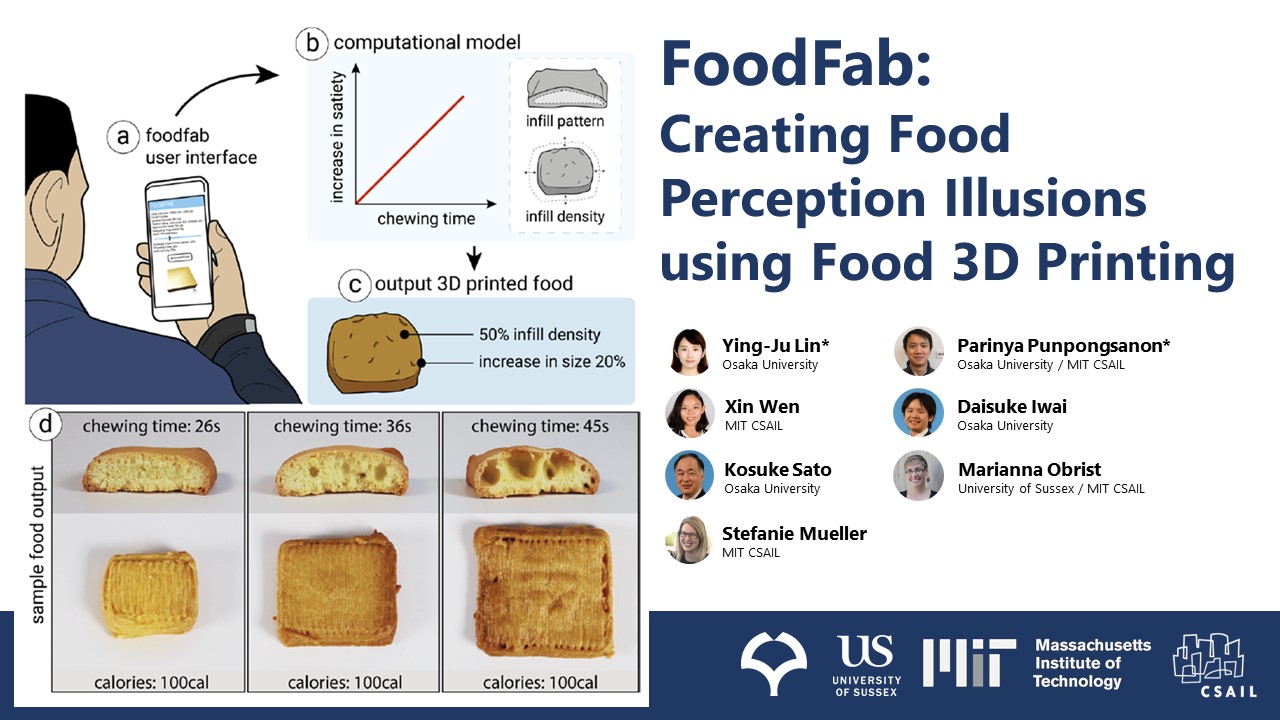 FoodFab:
Creating Food
Perception Illusions
using Food 3D Printing
a
foodfab
user interface
b
computational model
increase in satiety
chewing time
infill pattern
infill density
c
output 3D printed food
50% infill density
increase in size 20%
d
sample food output
chewing time: 26s
chewing time: 36s
chewing time: 45s
calories: 100cal
calories: 100cal
calories: 100cal
Ying-Ju Lin*
Osaka University
Parinya Punpongsanon*
Osaka University / MIT CSAIL
Xin Wen
MIT CSAIL
Daisuke Iwai
Osaka University
Kosuke Sato
Osaka University
Marianna Obrist
University of Sussex / MIT CSAIL
Stefanie Mueller
MIT CSAIL
US
UNIVERSITY
OF SUSSEX
MIT
Massachusetts
Institute of
Technology
CSAIL